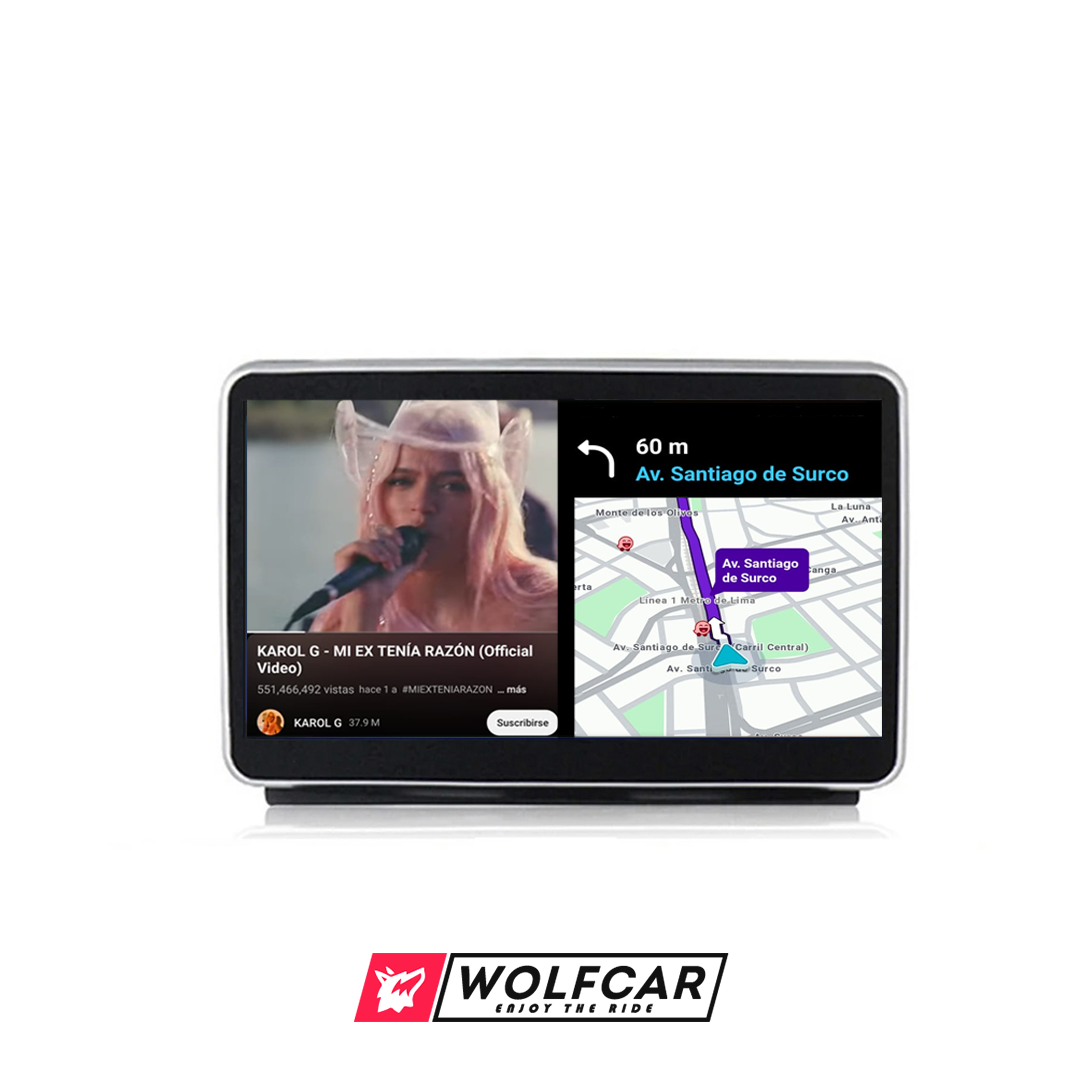 KAROL G - MI EX TENÍA RAZÓN (Official
Video)
551,466,492 vistas hace 1 a #MIEXTENIARAZON ... más
KAROL G 37.9 M
Suscribirse
60 m
Av. Santiago de Surco
Monte de los Olivos
La Luna
Av. Anta
Av. Santiago
de Surco
Canga
erta
Línea 1 Metro de Lima
Av. Santiago de Surco (Carril Central)
Av. Santiago de Surco
WOLFCAR
ENJOY THE RIDE